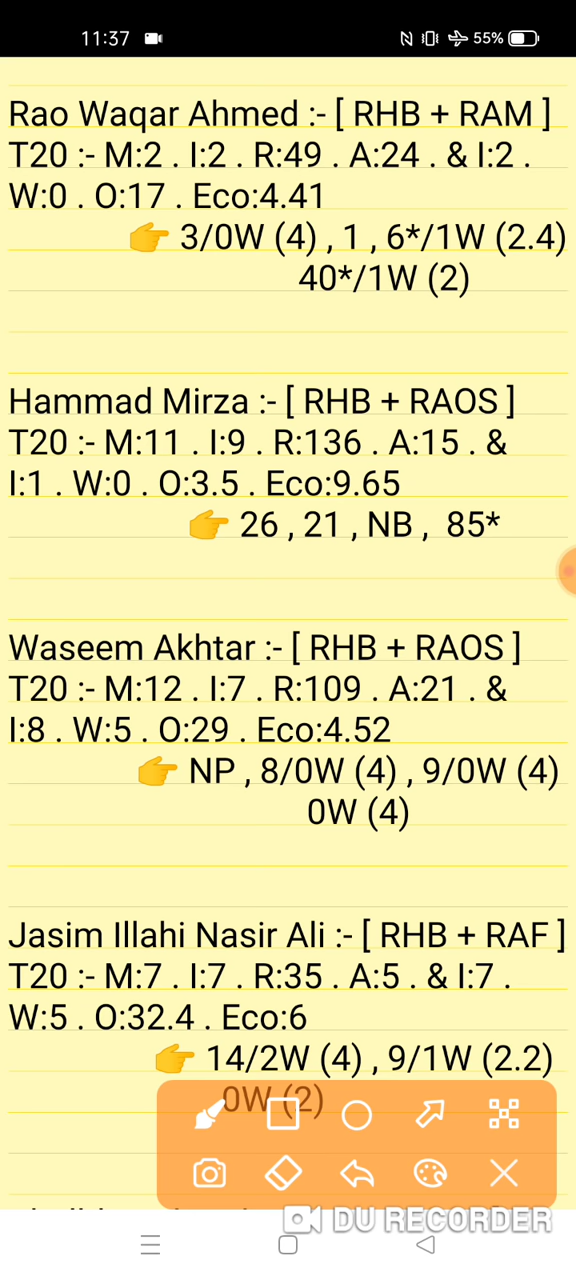 11:37 55%
Rao Waqar Ahmed :- [ RHB + RAM ]
T20 :- M:2 . I:2 . R:49 . A:24 . & I:2 .
W:0 . O:17 . Eco:4.41
👉 3/0W (4) , 1 , 6*/1W (2.4)
40*/1W (2)
Hammad Mirza :- [ RHB + RAOS ]
T20 :- M:11 . I:9 . R:136 . A:15 . &
I:1 . W:0 . O:3.5 . Eco:9.65
👉 26 , 21 , NB , 85*
Waseem Akhtar :- [ RHB + RAOS ]
T20 :- M:12 . I:7 . R:109 . A:21 . &
I:8 . W:5 . O:29 . Eco:4.52
👉 NP , 8/0W (4) , 9/0W (4)
0W (4)
Jasim Illahi Nasir Ali :- [ RHB + RAF ]
T20 :- M:7 . I:7 . R:35 . A:5 . & I:7 .
W:5 . O:32.4 . Eco:6
👉 14/2W (4) , 9/1W (2.2)
0W (2)
DU RECORDER